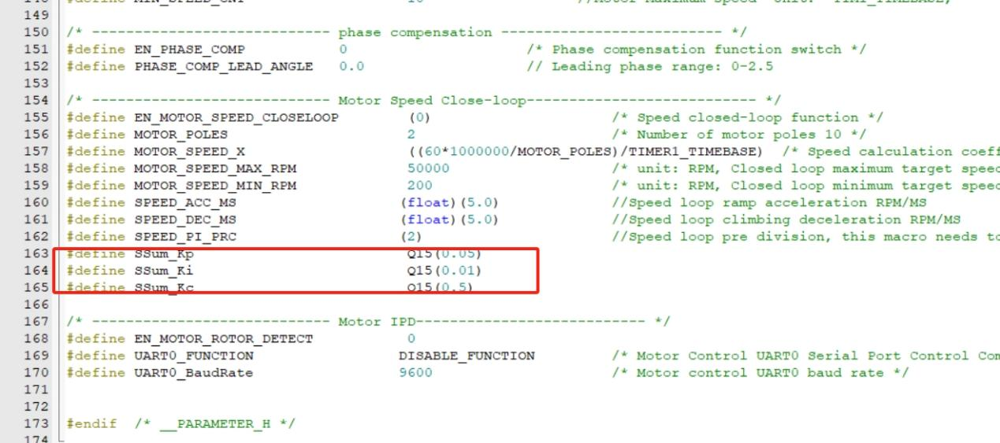 149
150 /* ---------------------------- phase compensation -------------------------- */
151 #define EN_PHASE_COMP 0 /* Phase compensation function switch */
152 #define PHASE_COMP_LEAD_ANGLE 0.0 // Leading phase range: 0-2.5
153
154 /* ---------------------------- Motor Speed Close-loop--------------------------- */
155 #define EN_MOTOR_SPEED_CLOSELOOP (0) /* Speed closed-loop function */
156 #define MOTOR_POLES 2 /* Number of motor poles 10 */
157 #define MOTOR_SPEED_X ((60*1000000/MOTOR_POLES)/TIMER1_TIMEBASE) /* Speed calculation coeff
158 #define MOTOR_SPEED_MAX_RPM 50000 /* unit: RPM, Closed loop maximum target speed
159 #define MOTOR_SPEED_MIN_RPM 200 /* unit: RPM, Closed loop minimum target speed
160 #define SPEED_ACC_MS (float)(5.0) //Speed loop ramp acceleration RPM/MS
161 #define SPEED_DEC_MS (float)(5.0) //Speed loop climbing deceleration RPM/MS
162 #define SPEED_PI_PRC (2) //Speed loop pre division, this macro needs to
163 #define SSum_Kp Q15(0.05)
164 #define SSum_Ki Q15(0.01)
165 #define SSum_Kc Q15(0.5)
166
167 /* ---------------------------- Motor IPD--------------------------- */
168 #define EN_MOTOR_ROTOR_DETECT 0
169 #define UART0_FUNCTION DISABLE_FUNCTION /* Motor Control UART0 Serial Port Control Com
170 #define UART0_BaudRate 9600 /* Motor control UART0 baud rate */
171
172
173 #endif /* __PARAMETER_H */
174